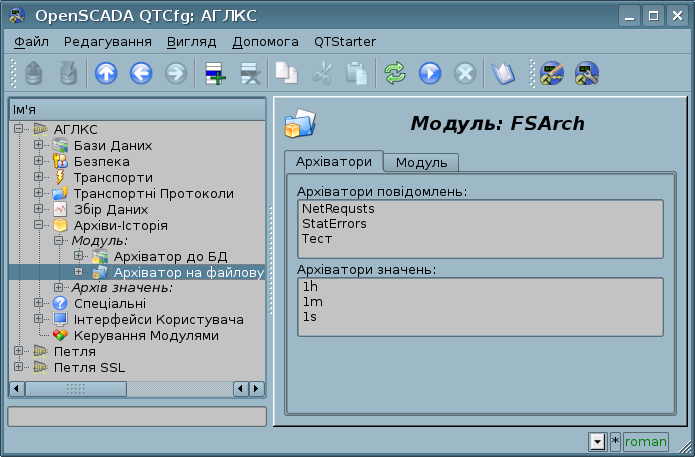 OpenSCADA QTCfg: АГЛКС
Файл Редагування Вигляд Допомога QTStarter
Ім'я
АГЛКС
Бази Даних
Безпека
Транспорти
Транспортні Протоколи
Збір Даних
Архіви-Історія
Модуль:
Архіватор до БД
Архіватор на файлову
Архів значень:
Спеціальні
Інтерфейси Користувача
Керування Модулями
Петля
Петля SSL
Модуль: FSArch
Архіватори Модуль
Архіватори повідомлень:
NetRequsts
StatErrors
Тест
Архіватори значень:
1h
1m
1s
* roman